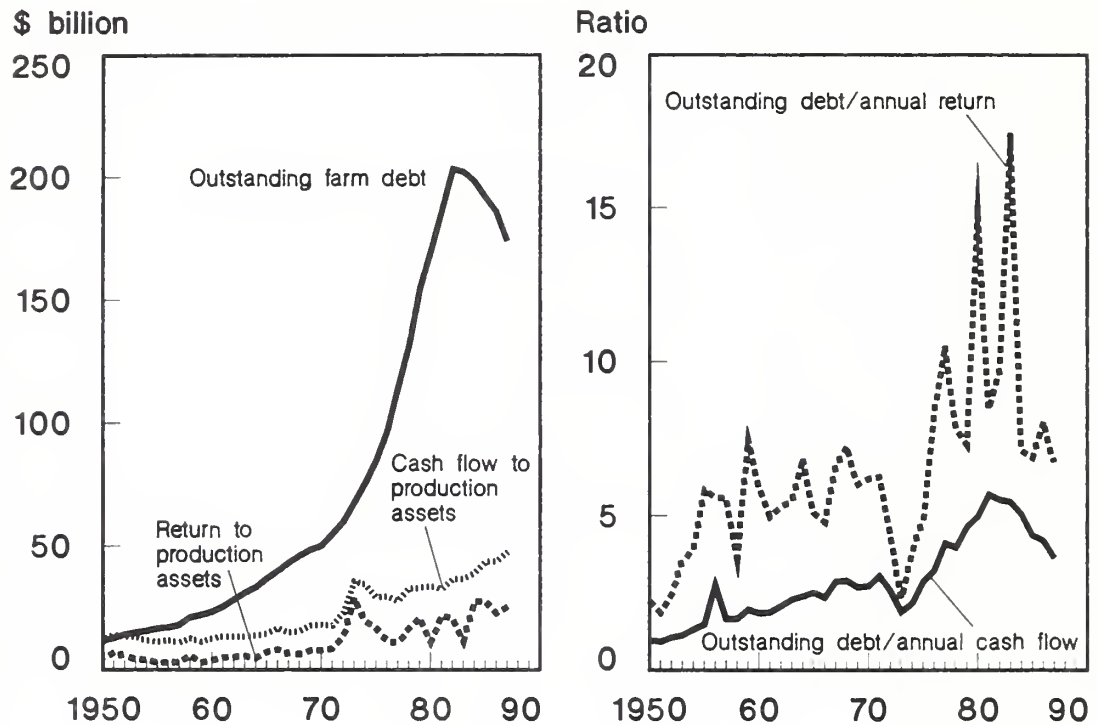 $ billion
250
200
150
100
50
0
Outstanding farm debt
Cash flow to
production
assets
Return to
production
assets
1950 60 70 80 90
Ratio
20
15
10
5
0
Outstanding debt/annual return
Outstanding debt/annual cash flow
1950 60 70 80 90